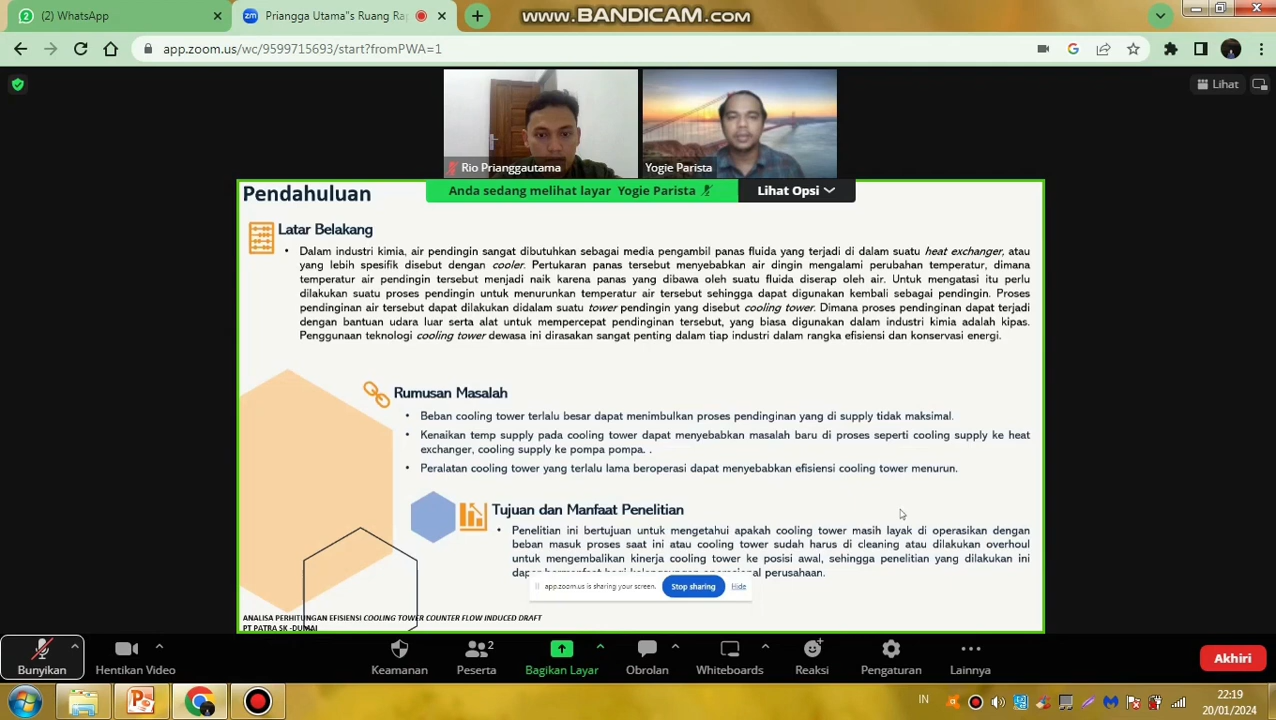 (2) WhatsApp
Priangga Utama"s Ruang Ra
www.BANDICAM.com
app.zoom.us/wc/9599715693/start?fromPWA=1
Lihat
Rio Prianggautama
Yogie Parista
Anda sedang melihat layar Yogie Parista
Lihat Opsi
Pendahuluan
Latar Belakang
• Dalam industri kimia, air pendingin sangat dibutuhkan sebagai media pengambil panas fluida yang terjadi di dalam suatu heat exchanger, atau
yang lebih spesifik disebut dengan cooler. Pertukaran panas tersebut menyebabkan air dingin mengalami perubahan temperatur, dimana
temperatur air pendingin tersebut menjadi naik karena panas yang dibawa oleh suatu fluida diserap oleh air. Untuk mengatasi itu perlu
dilakukan suatu proses pendingin untuk menurunkan temperatur air tersebut sehingga dapat digunakan kembali sebagai pendingin. Proses
pendinginan air tersebut dapat dilakukan didalam suatu tower pendingin yang disebut cooling tower. Dimana proses pendinginan dapat terjadi
dengan bantuan udara luar serta alat untuk mempercepat pendinginan tersebut, yang biasa digunakan dalam industri kimia adalah kipas.
Penggunaan teknologi cooling tower dewasa ini dirasakan sangat penting dalam tiap industri dalam rangka efisiensi dan konservasi energi.
Rumusan Masalah
• Beban cooling tower terlalu besar dapat menimbulkan proses pendinginan yang di supply tidak maksimal.
• Kenaikan temp supply pada cooling tower dapat menyebabkan masalah baru di proses seperti cooling supply ke heat
exchanger, cooling supply ke pompa pompa. .
• Peralatan cooling tower yang terlalu lama beroperasi dapat menyebabkan efisiensi cooling tower menurun.
Tujuan dan Manfaat Penelitian
• Penelitian ini bertujuan untuk mengetahui apakah cooling tower masih layak di operasikan dengan
beban masuk proses saat ini atau cooling tower sudah harus di cleaning atau dilakukan overhoul
untuk mengembalikan kinerja cooling tower ke posisi awal, sehingga penelitian yang dilakukan ini
perusahaan.
app.zoom.us is sharing your screen. Stop sharing Hide
ANALISA PERHITUNGAN EFISIENSI COOLING TOWER COUNTER FLOW INDUCED DRAFT
PT PATRA SK -DUMAI
Bunyikan
Hentikan Video
Keamanan
2
Peserta
Bagikan Layar
Obrolan
Whiteboards
Reaksi
Pengaturan
Lainnya
Akhiri
IN
22:19
20/01/2024